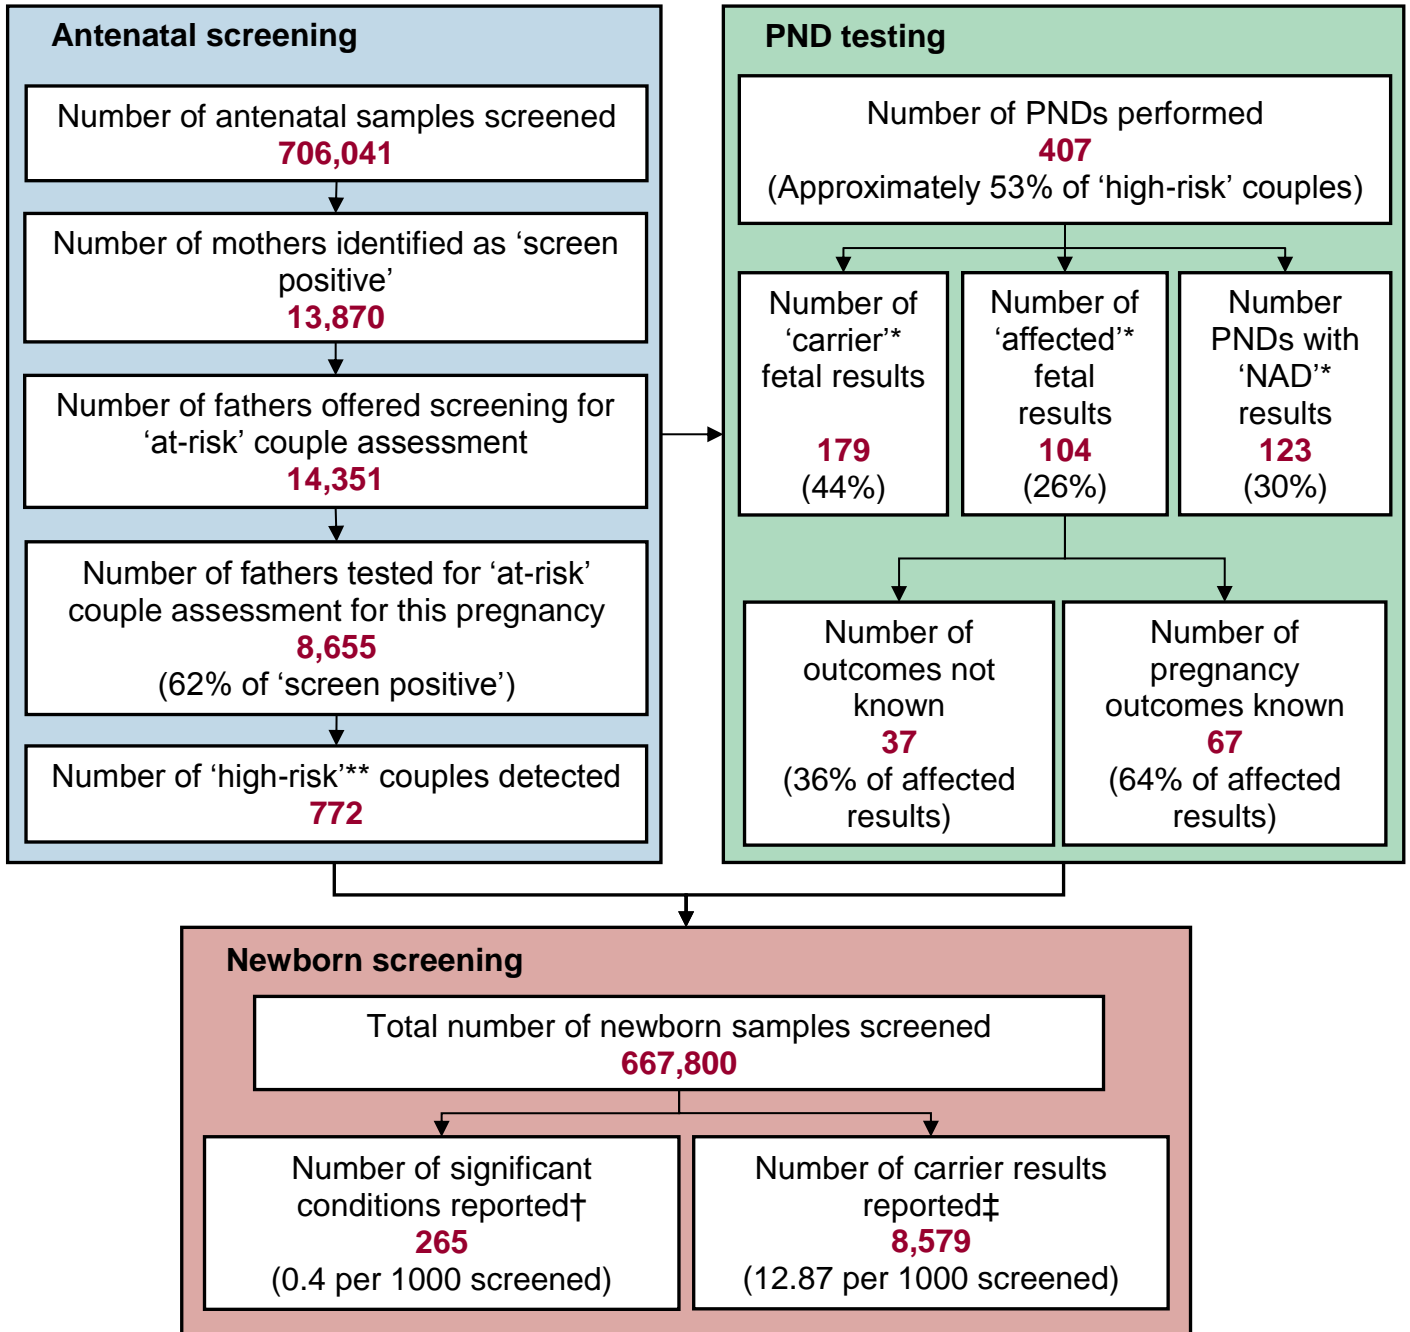 Antenatal screening
Number of antenatal samples screened
706,041
Number of mothers identified as ‘screen
positive’
13,870
Number of fathers offered screening for
‘at-risk’ couple assessment
14,351
Number of fathers tested for ‘at-risk’
couple assessment for this pregnancy
8,655
(62% of ‘screen positive’)
Number of ‘high-risk’** couples detected
772
PND testing
Number of PNDs performed
407
(Approximately 53% of ‘high-risk’ couples)
Number of
‘carrier’*
fetal results
179
(44%)
Number of
‘affected’*
fetal
results
104
(26%)
Number
PNDs with
‘NAD’*
results
123
(30%)
Number of
outcomes not
known
37
(36% of affected
results)
Number of
pregnancy
outcomes known
67
(64% of affected
results)
Newborn screening
Total number of newborn samples screened
667,800
Number of significant
conditions reported†
265
(0.4 per 1000 screened)
Number of carrier results
reported‡
8,579
(12.87 per 1000 screened)